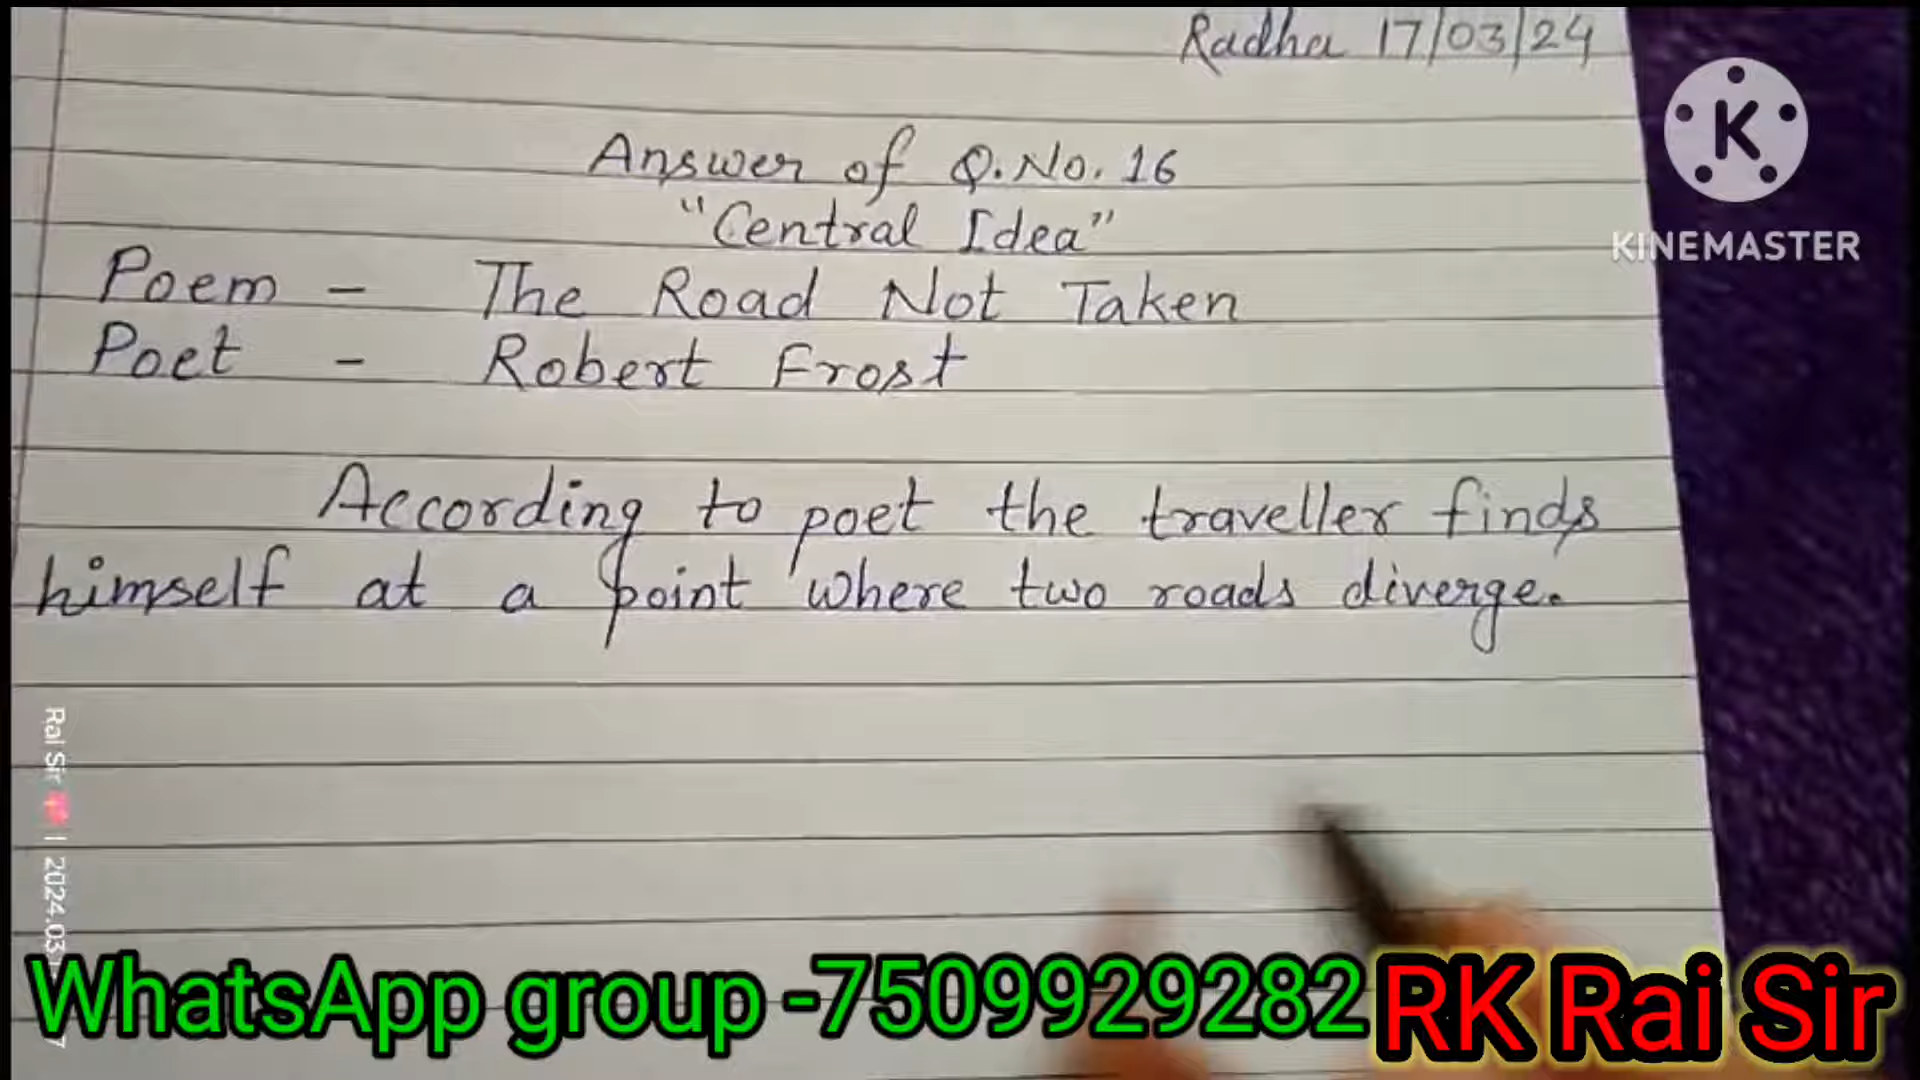 Radha 17/03/24
K
KINEMASTER
Answer of Q.No. 16
"Central Idea"
Poem - The Road Not Taken
Poet - Robert Frost
According to poet the traveller finds
himself at a point where two roads diverge.
Rai Sir | 2024.03.17
WhatsApp group -7509929282 RK Rai Sir